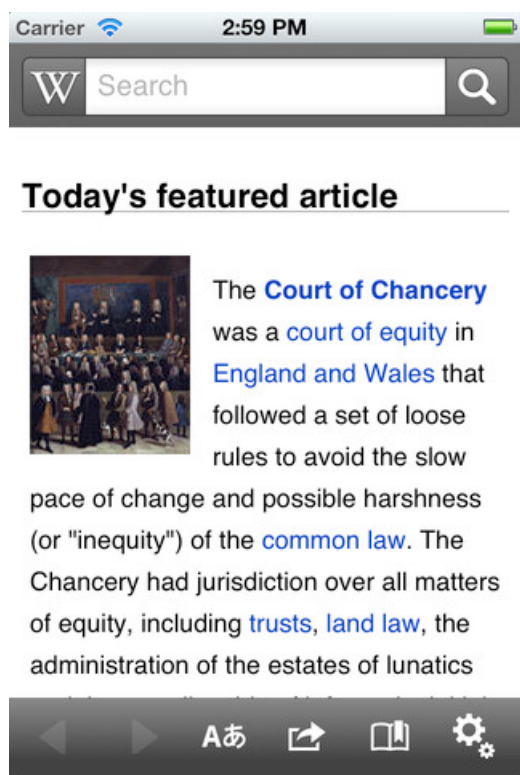 Carrier 2:59 PM
W Search
Today's featured article
The Court of Chancery
was a court of equity in
England and Wales that
followed a set of loose
rules to avoid the slow
pace of change and possible harshness
(or "inequity") of the common law. The
Chancery had jurisdiction over all matters
of equity, including trusts, land law, the
administration of the estates of lunatics
Aあ